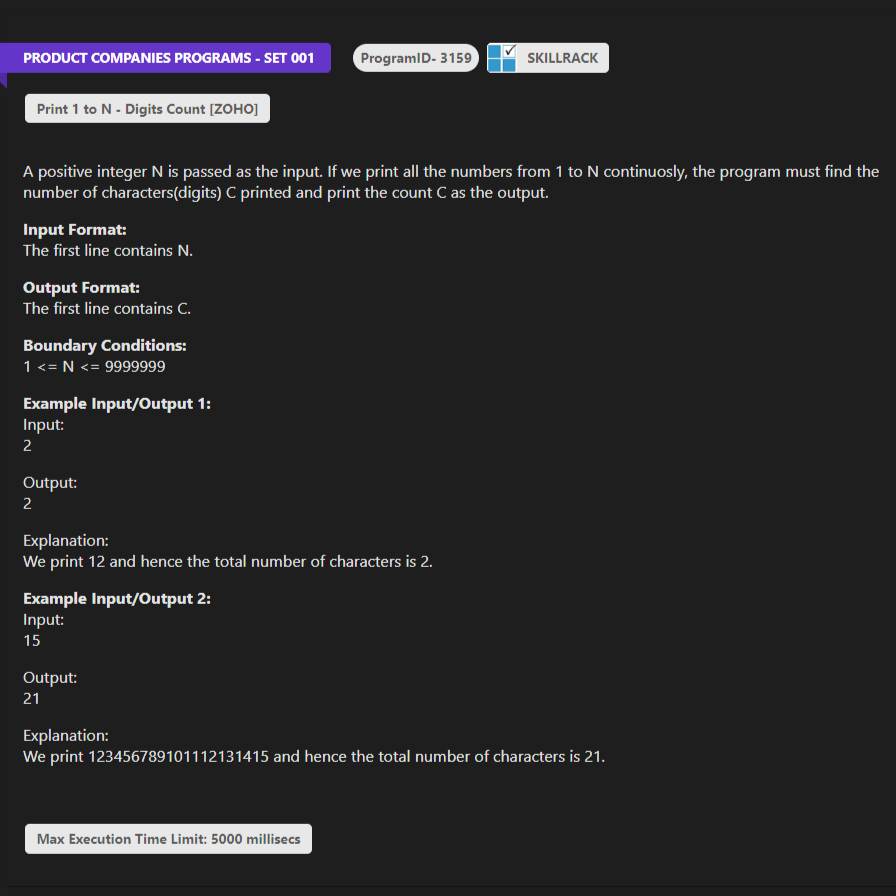 PRODUCT COMPANIES PROGRAMS - SET 001
ProgramID- 3159
SKILLRACK
Print 1 to N - Digits Count [ZOHO]
A positive integer N is passed as the input. If we print all the numbers from 1 to N continuosly, the program must find the
number of characters(digits) C printed and print the count C as the output.
Input Format:
The first line contains N.
Output Format:
The first line contains C.
Boundary Conditions:
1 <= N <= 9999999
Example Input/Output 1:
Input:
2
Output:
2
Explanation:
We print 12 and hence the total number of characters is 2.
Example Input/Output 2:
Input:
15
Output:
21
Explanation:
We print 123456789101112131415 and hence the total number of characters is 21.
Max Execution Time Limit: 5000 millisecs